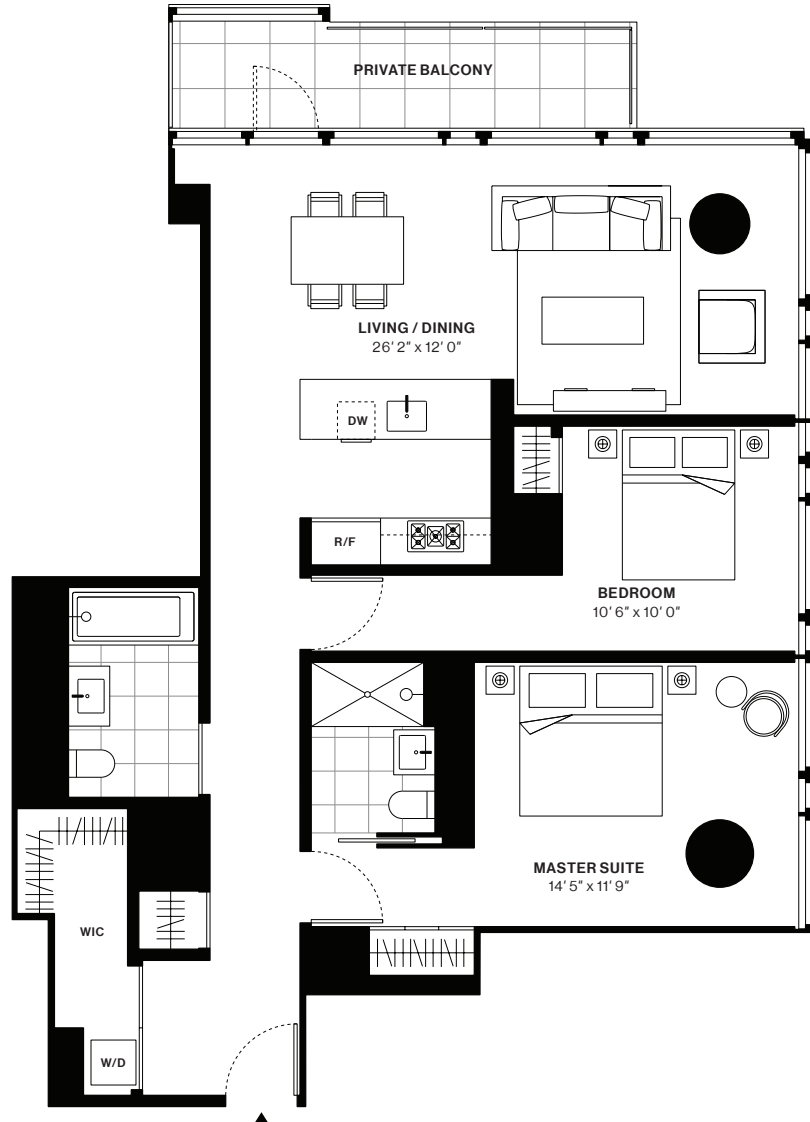 PRIVATE BALCONY
LIVING / DINING
26' 2" x 12' 0"
DW
R/F
BEDROOM
10' 6" x 10' 0"
MASTER SUITE
14' 5" x 11' 9"
WIC
W/D